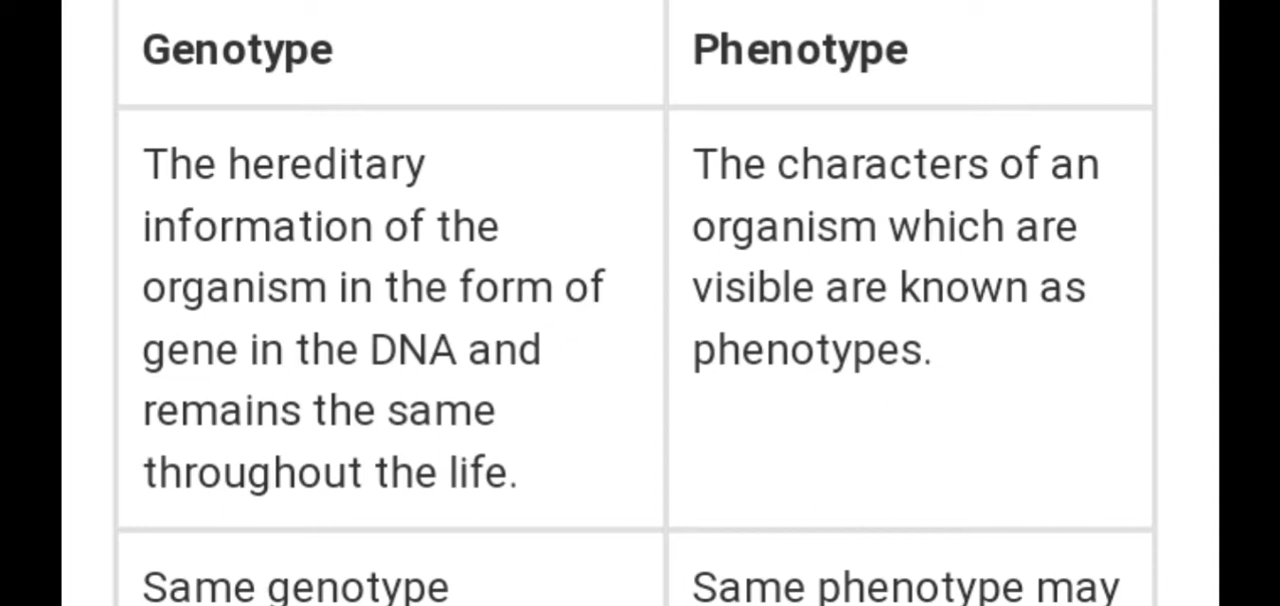 Genotype
Phenotype
The hereditary
information of the
organism in the form of
gene in the DNA and
remains the same
throughout the life.
The characters of an
organism which are
visible are known as
phenotypes.
Same genotype
Same phenotype may